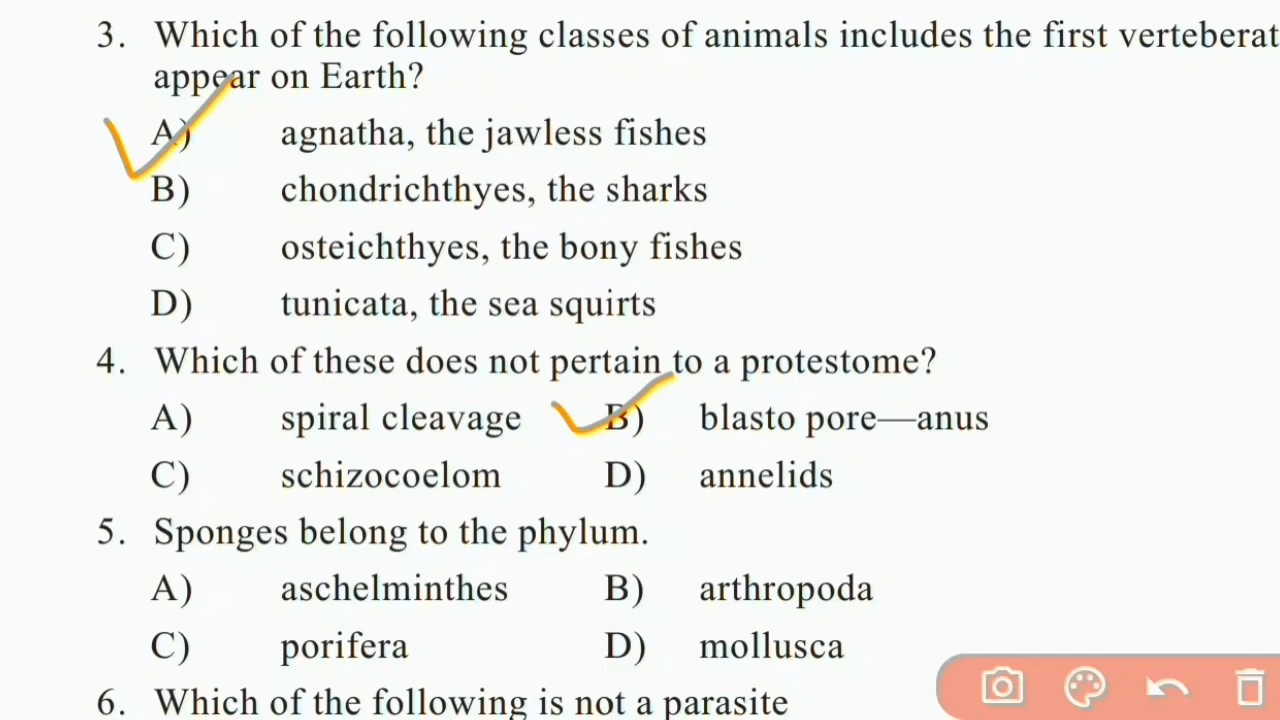 3. Which of the following classes of animals includes the first verteberat
appear on Earth?
A) agnatha, the jawless fishes
B) chondrichthyes, the sharks
C) osteichthyes, the bony fishes
D) tunicata, the sea squirts
4. Which of these does not pertain to a protestome?
A) spiral cleavage B) blasto pore—anus
C) schizocoelom D) annelids
5. Sponges belong to the phylum.
A) aschelminthes B) arthropoda
C) porifera D) mollusca
6. Which of the following is not a parasite